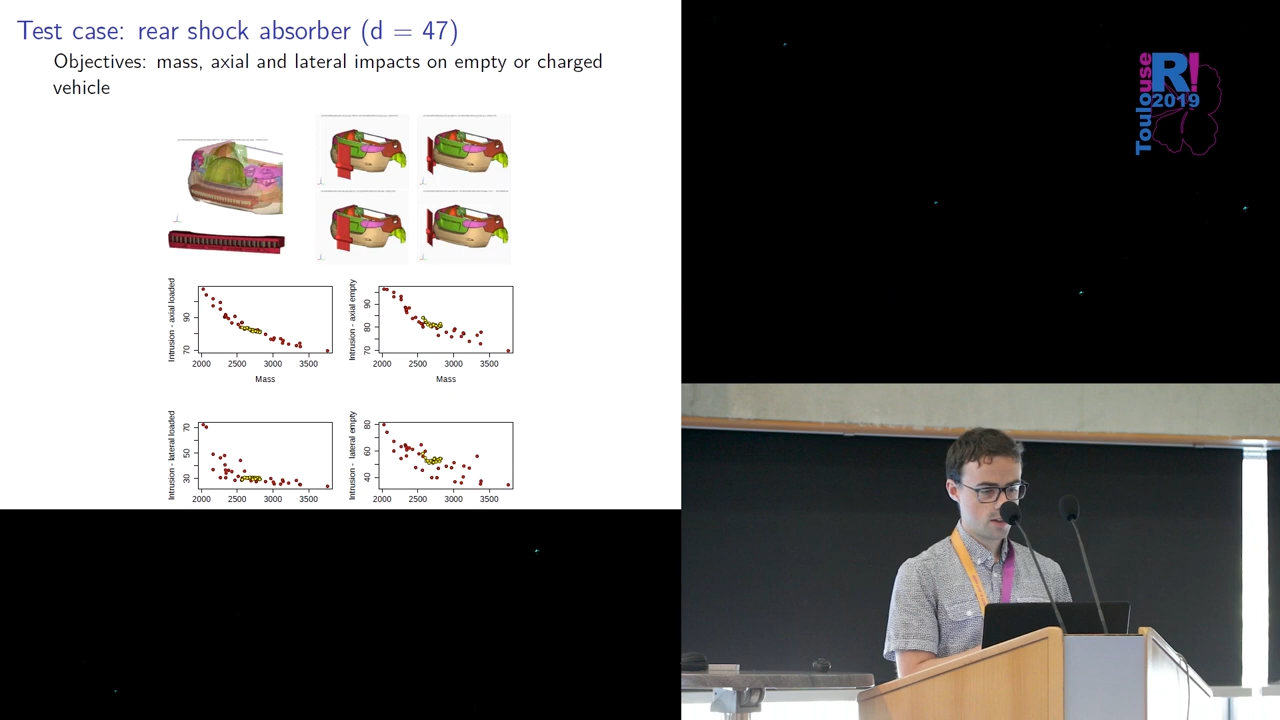 Test case: rear shock absorber (d = 47)
Objectives: mass, axial and lateral impacts on empty or charged
vehicle
Intrusion - axial loaded
70
90
2000 2500 3000 3500
Mass
Intrusion - axial empty
70
80
90
2000 2500 3000 3500
Mass
Intrusion - lateral loaded
30
50
70
2000 2500 3000 3500
Intrusion - lateral empty
40
60
80
2000 2500 3000 3500
Toulouse
R!
2019